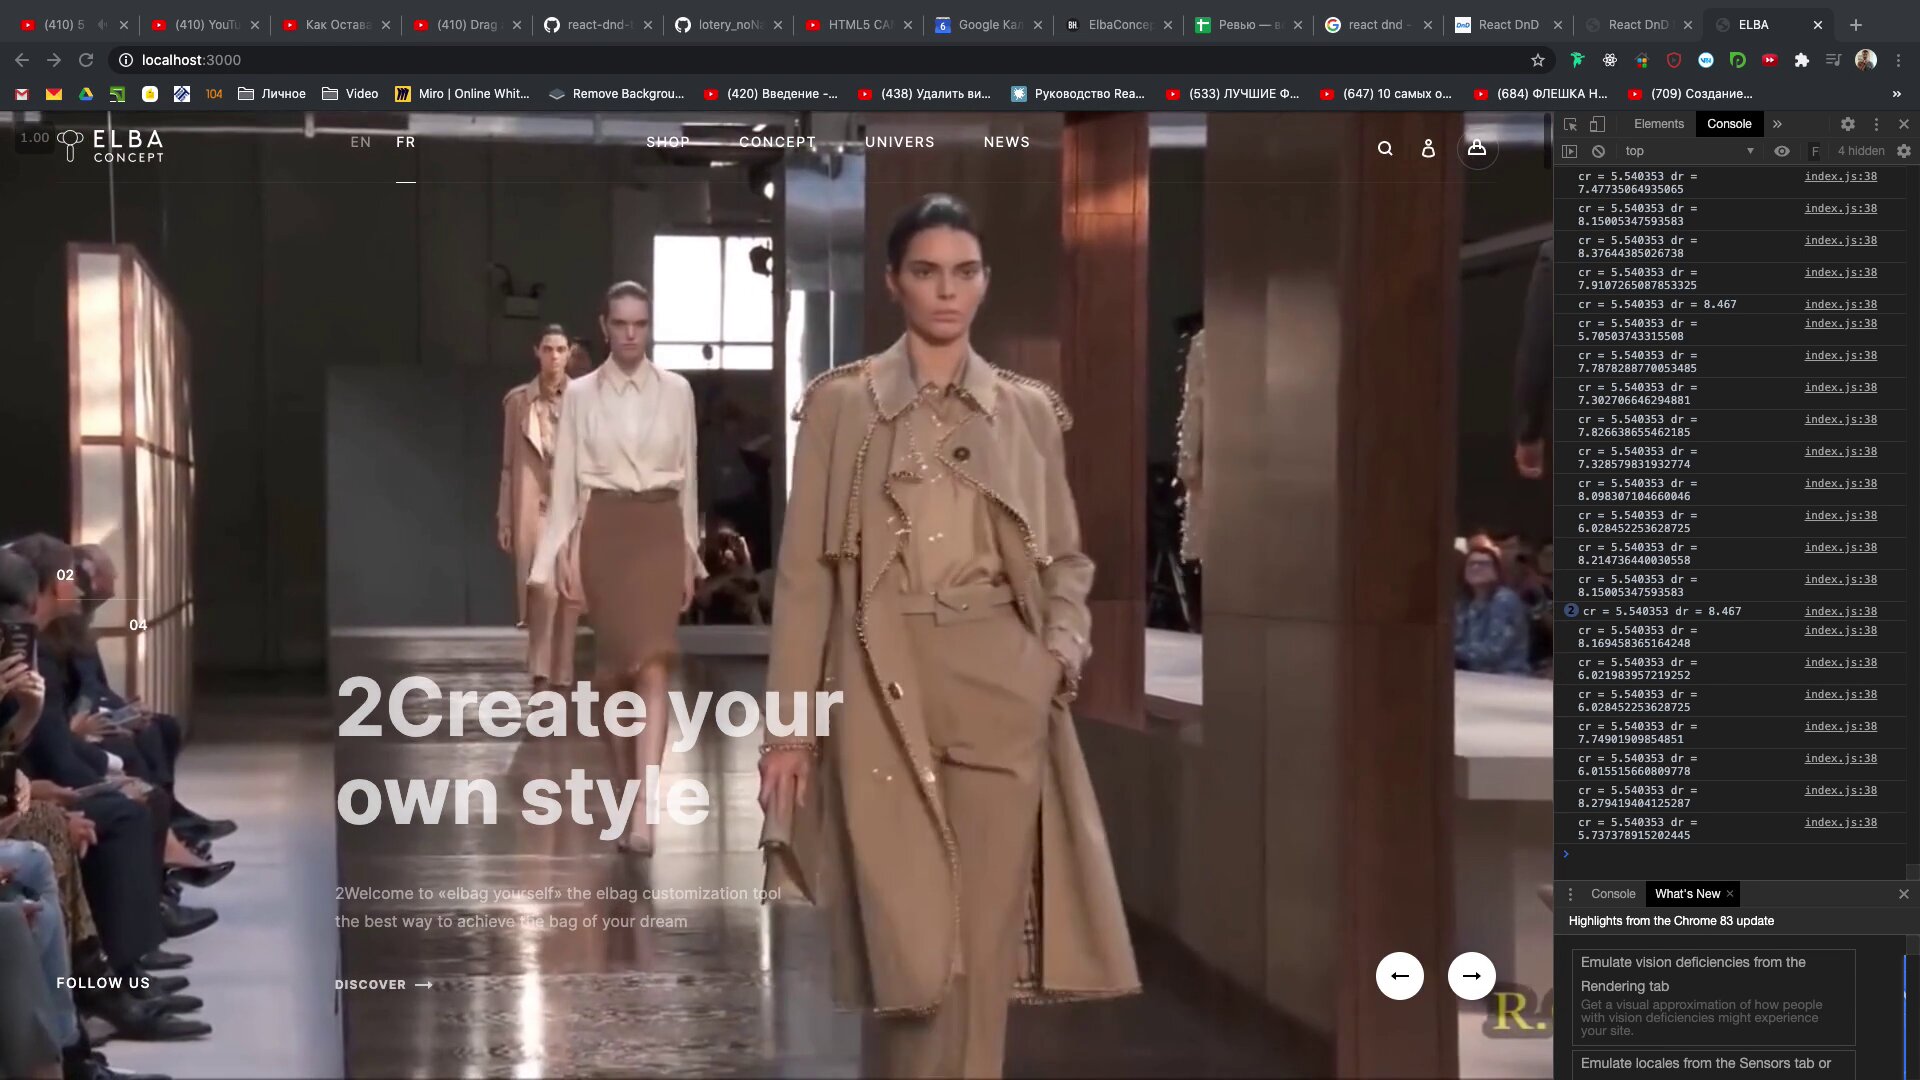 (410) 5
(410) YouTu
Как Остава
(410) Drag
react-dnd-t
lotery_noNa
HTML5 CAN
Google Кал
ElbaConcep
Ревью — в
react dnd -
React DnD
React DnD
ELBA
localhost:3000
104
Личное
Video
Miro | Online Whit...
Remove Backgrou...
(420) Введение -...
(438) Удалить ви...
Руководство Rea...
(533) ЛУЧШИЕ Ф...
(647) 10 самых о...
(684) ФЛЕШКА Н...
(709) Создание...
»
1.00
ELBA
CONCEPT
EN
FR
SHOP
CONCEPT
UNIVERS
NEWS
02
04
2Create your
own style
2Welcome to «elbag yourself» the elbag customization tool
the best way to achieve the bag of your dream
DISCOVER
FOLLOW US
R.
Elements
Console
»
top
F
4 hidden
cr = 5.540353 dr = index.js:38
7.47735064935065
cr = 5.540353 dr = index.js:38
8.15005347593583
cr = 5.540353 dr = index.js:38
8.37644385026738
cr = 5.540353 dr = index.js:38
7.9107265087853325
cr = 5.540353 dr = 8.467 index.js:38
cr = 5.540353 dr = index.js:38
5.70503743315508
cr = 5.540353 dr = index.js:38
7.7878288770053485
cr = 5.540353 dr = index.js:38
7.302706646294881
cr = 5.540353 dr = index.js:38
7.826638655462185
cr = 5.540353 dr = index.js:38
7.328579831932774
cr = 5.540353 dr = index.js:38
8.098307104660046
cr = 5.540353 dr = index.js:38
6.028452253628725
cr = 5.540353 dr = index.js:38
8.214736440030558
cr = 5.540353 dr = index.js:38
8.15005347593583
2 cr = 5.540353 dr = 8.467 index.js:38
cr = 5.540353 dr = index.js:38
8.169458365164248
cr = 5.540353 dr = index.js:38
6.021983957219252
cr = 5.540353 dr = index.js:38
6.028452253628725
cr = 5.540353 dr = index.js:38
7.74901909854851
cr = 5.540353 dr = index.js:38
6.015515660809778
cr = 5.540353 dr = index.js:38
8.279419404125287
cr = 5.540353 dr = index.js:38
5.737378915202445
Console
What's New
Highlights from the Chrome 83 update
Emulate vision deficiencies from the
Rendering tab
Get a visual approximation of how people
with vision deficiencies might experience
your site.
Emulate locales from the Sensors tab or